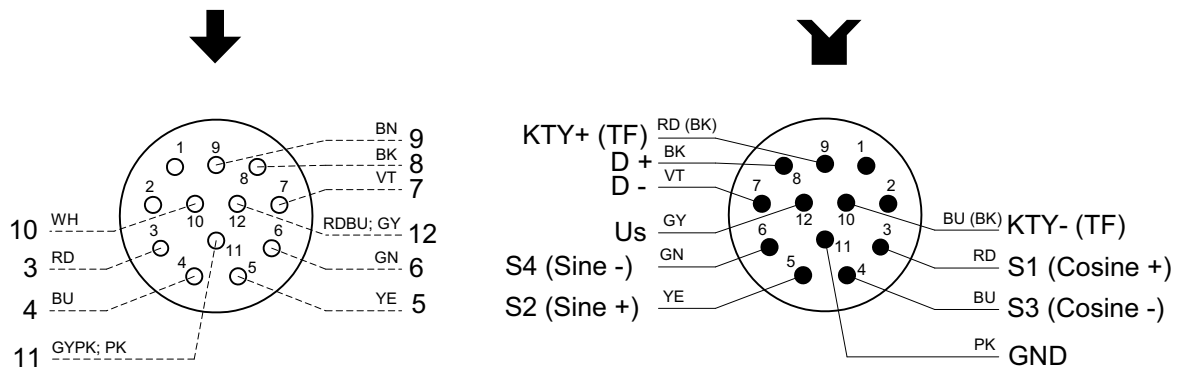 BN 9
BK 8
VT 7
RDBU; GY 12
GN 6
YE 5
10 WH
3 RD
4 BU
11 GYPK; PK
1 9 8 2 7 10 12 3 11 6 4 5
KTY+ (TF) RD (BK)
D + BK
D - VT
Us GY
S4 (Sine -) GN
S2 (Sine +) YE
9 1 8 7 2 12 10 6 11 3 5 4
BU (BK) KTY- (TF)
RD S1 (Cosine +)
BU S3 (Cosine -)
PK GND